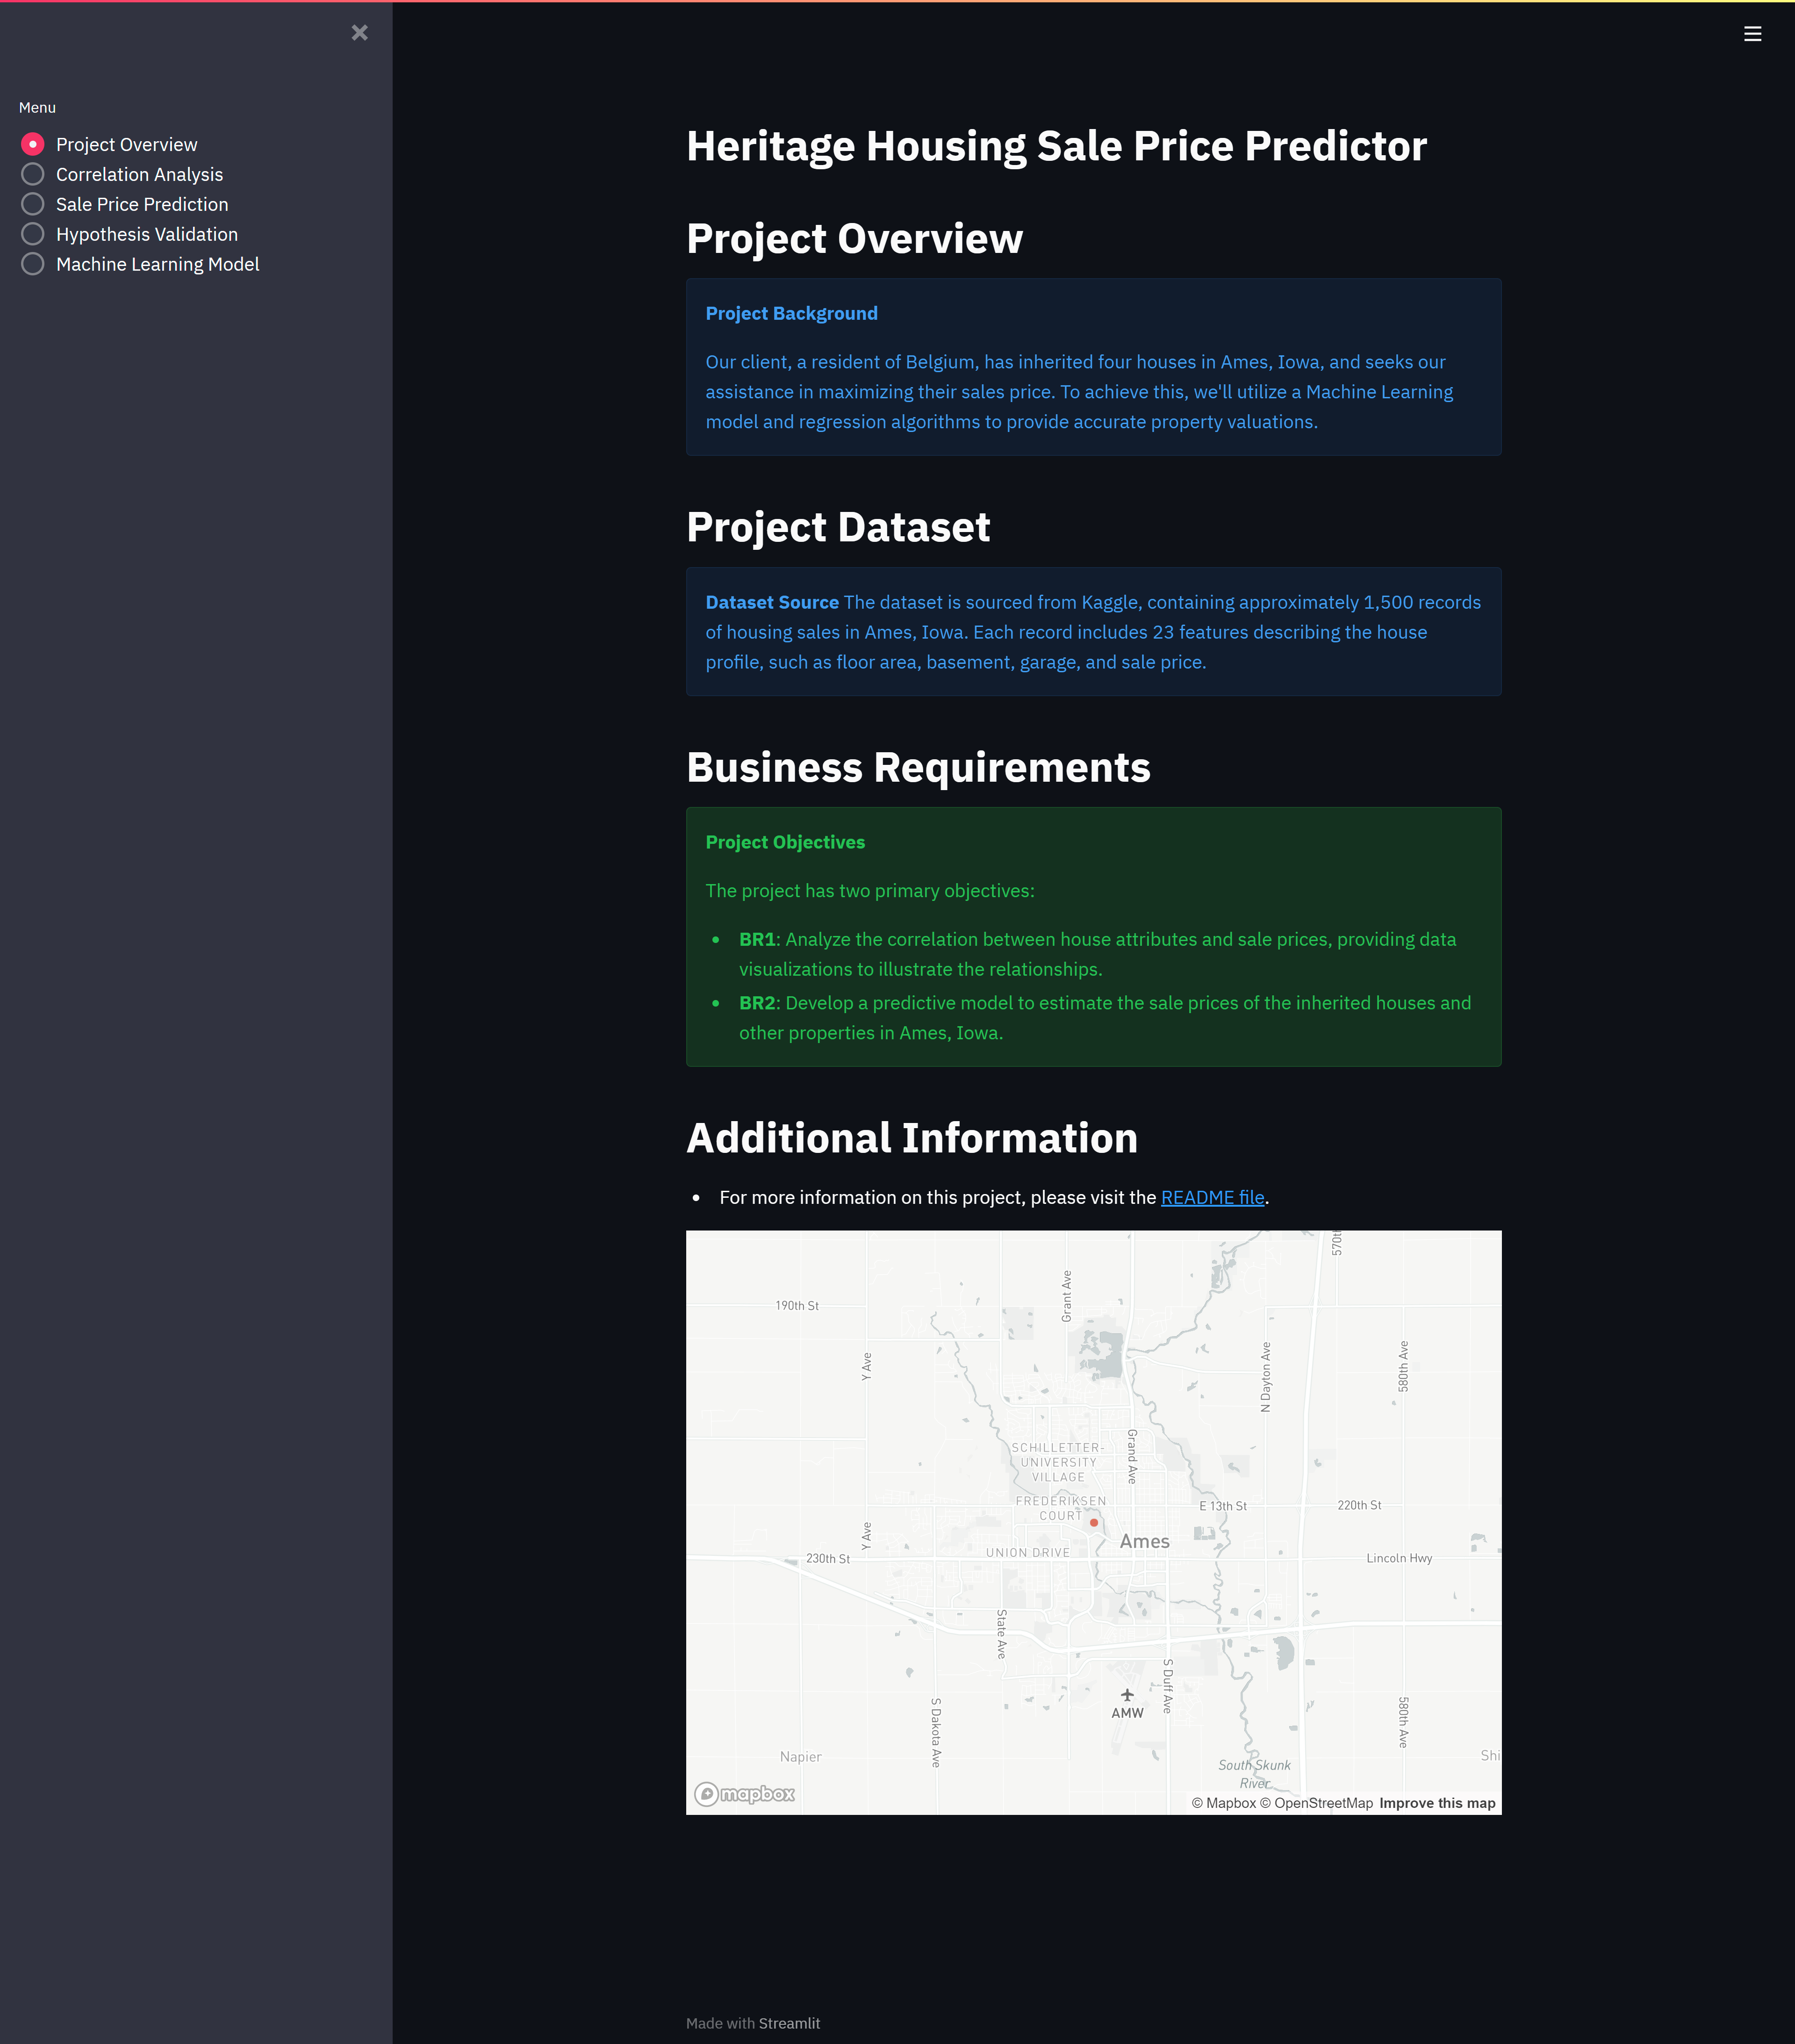 Menu
Project Overview
Correlation Analysis
Sale Price Prediction
Hypothesis Validation
Machine Learning Model
Heritage Housing Sale Price Predictor
Project Overview
Project Background
Our client, a resident of Belgium, has inherited four houses in Ames, Iowa, and seeks our
assistance in maximizing their sales price. To achieve this, we'll utilize a Machine Learning
model and regression algorithms to provide accurate property valuations.
Project Dataset
Dataset Source The dataset is sourced from Kaggle, containing approximately 1,500 records
of housing sales in Ames, Iowa. Each record includes 23 features describing the house
profile, such as floor area, basement, garage, and sale price.
Business Requirements
Project Objectives
The project has two primary objectives:
• BR1: Analyze the correlation between house attributes and sale prices, providing data
visualizations to illustrate the relationships.
• BR2: Develop a predictive model to estimate the sale prices of the inherited houses and
other properties in Ames, Iowa.
Additional Information
• For more information on this project, please visit the README file.
570th
190th St
Grant Ave
Y Ave
N Dayton Ave
580th Ave
Grand Ave
SCHILLETTER-
UNIVERSITY
VILLAGE
FREDERIKSEN
COURT
E 13th St
220th St
Y Ave
Ames
UNION DRIVE
230th St
Lincoln Hwy
State Ave
S Duff Ave
AMW
S Dakota Ave
580th Ave
Napier
Shi
South Skunk
River
mapbox
© Mapbox © OpenStreetMap Improve this map
Made with Streamlit